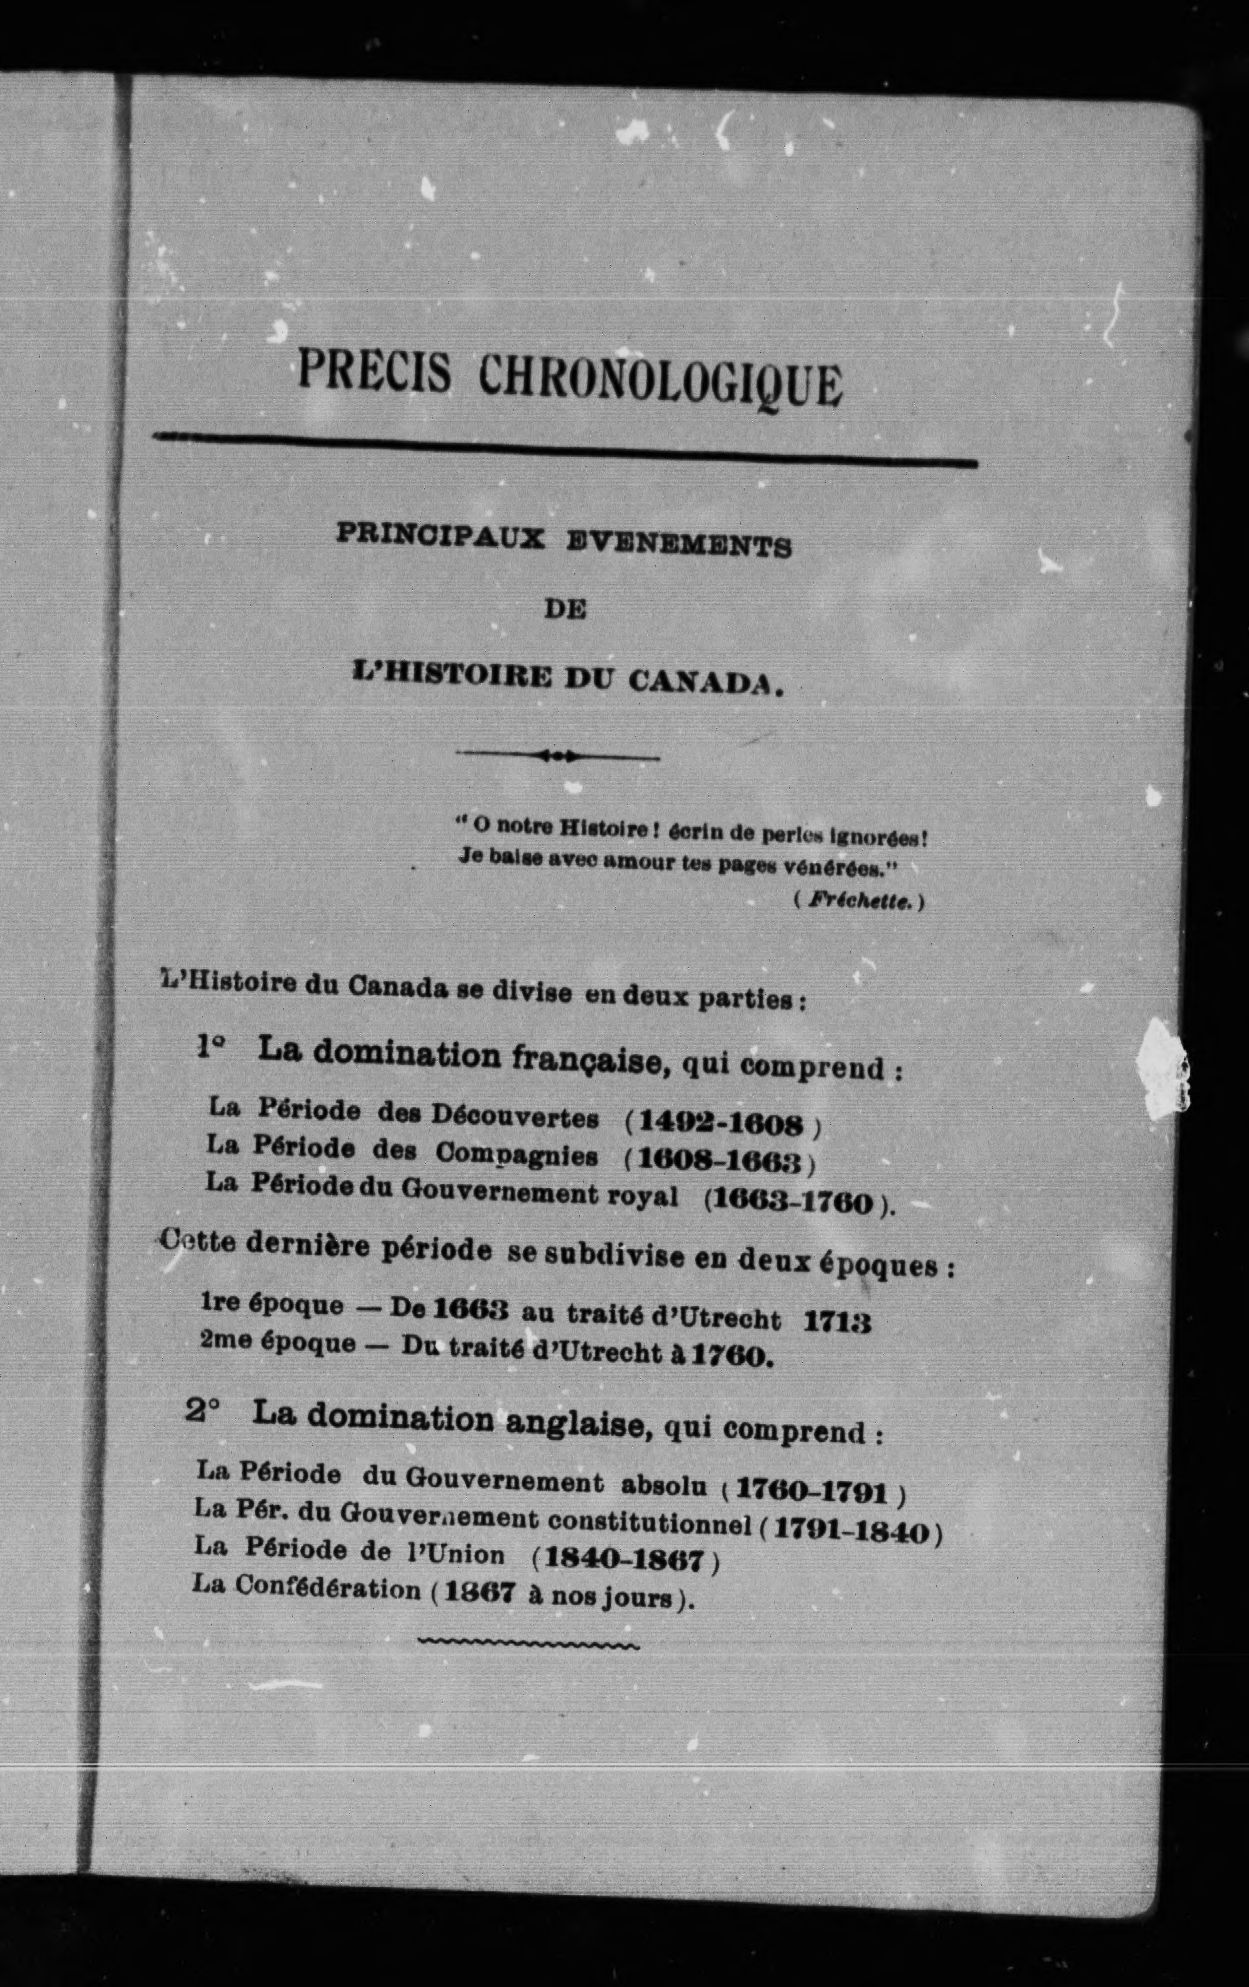 PRECIS CHRONOLOGIQUE
PRINCIPAUX EVENEMENTS
DE
L'HISTOIRE DU CANADA.
"O notre Histoire! écrin de perles ignorées!
Je baise avec amour tes pages vénérées."
(Fréchette.)
L'Histoire du Canada se divise en deux parties:
1° La domination française, qui comprend :
La Période des Découvertes (1492-1608)
La Période des Compagnies (1608-1663)
La Période du Gouvernement royal (1663-1760).
Cette dernière période se subdivise en deux époques :
1re époque — De 1663 au traité d'Utrecht 1713
2me époque — Du traité d'Utrecht à 1760.
2° La domination anglaise, qui comprend :
La Période du Gouvernement absolu (1760-1791)
La Pér. du Gouvernement constitutionnel (1791-1840)
La Période de l'Union (1840-1867)
La Confédération (1867 à nos jours).